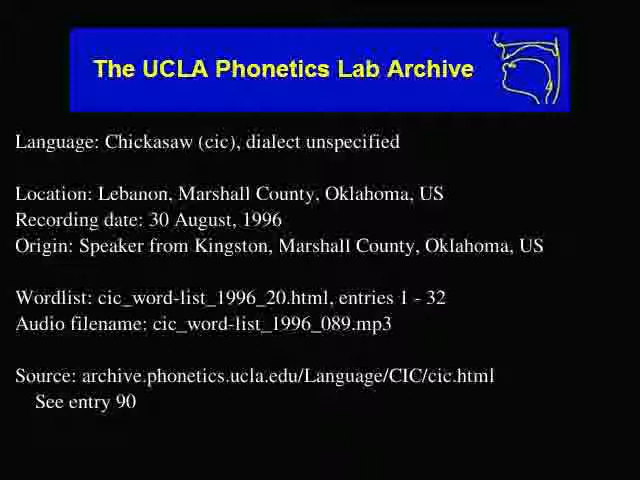 The UCLA Phonetics Lab Archive
Language: Chickasaw (cic), dialect unspecified
Location: Lebanon, Marshall County, Oklahoma, US
Recording date: 30 August, 1996
Origin: Speaker from Kingston, Marshall County, Oklahoma, US
Wordlist: cic_word-list_1996_20.html, entries 1 - 32
Audio filename: cic_word-list_1996_089.mp3
Source: archive.phonetics.ucla.edu/Language/CIC/cic.html
See entry 90